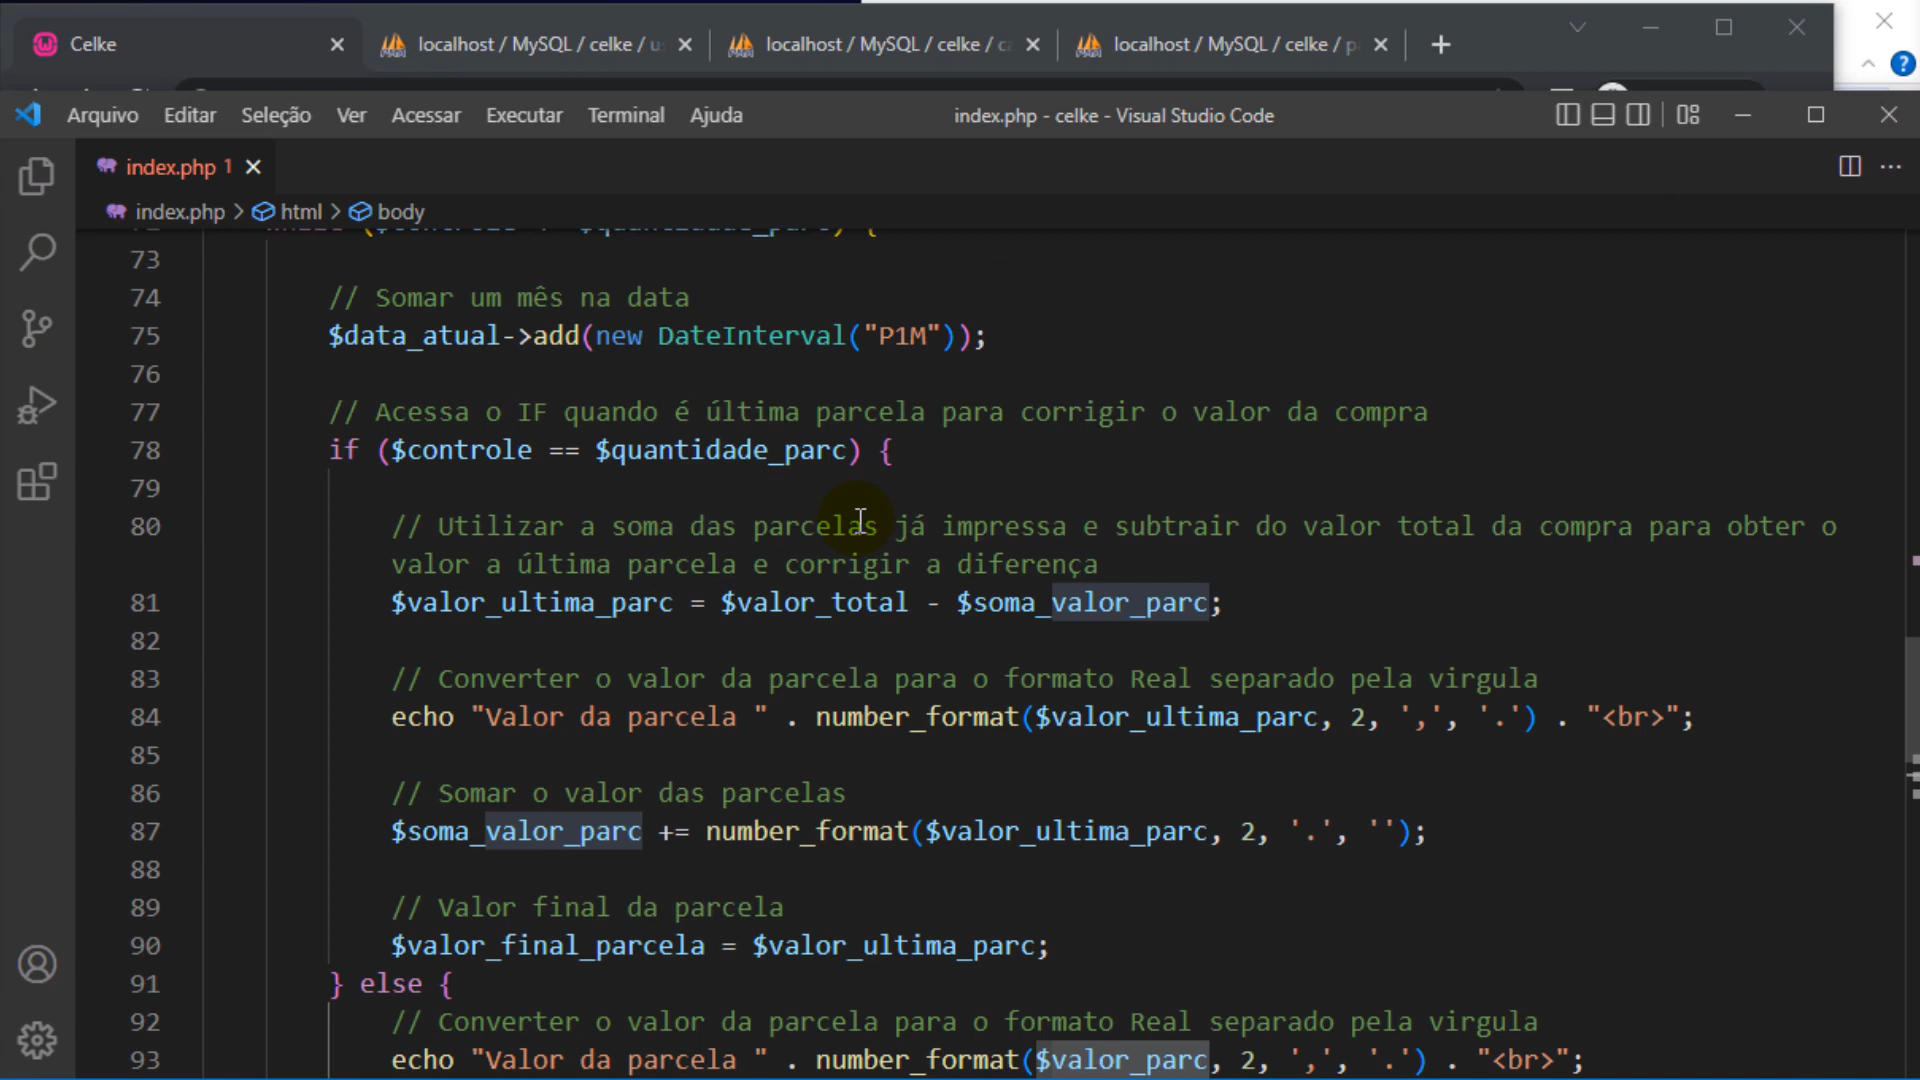 Celke
localhost / MySQL / celke / u
localhost / MySQL / celke / c
localhost / MySQL / celke / p
Arquivo Editar Seleção Ver Acessar Executar Terminal Ajuda
index.php - celke - Visual Studio Code
index.php 1
index.php > html > body
73
74 // Somar um mês na data
75 $data_atual->add(new DateInterval("P1M"));
76
77 // Acessa o IF quando é última parcela para corrigir o valor da compra
78 if ($controle == $quantidade_parc) {
79
80 // Utilizar a soma das parcelas já impressa e subtrair do valor total da compra para obter o
valor a última parcela e corrigir a diferença
81 $valor_ultima_parc = $valor_total - $soma_valor_parc;
82
83 // Converter o valor da parcela para o formato Real separado pela virgula
84 echo "Valor da parcela " . number_format($valor_ultima_parc, 2, ',', '.') . "<br>";
85
86 // Somar o valor das parcelas
87 $soma_valor_parc += number_format($valor_ultima_parc, 2, '.', '');
88
89 // Valor final da parcela
90 $valor_final_parcela = $valor_ultima_parc;
91 } else {
92 // Converter o valor da parcela para o formato Real separado pela virgula
93 echo "Valor da parcela " . number_format($valor_parc, 2, ',', '.') . "<br>";